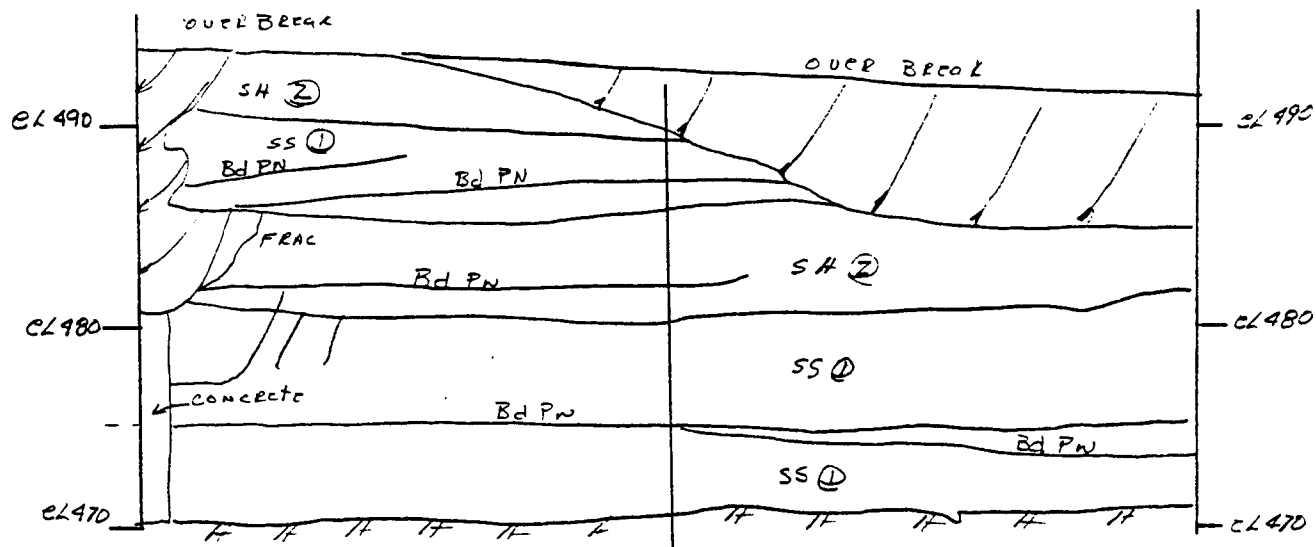 OVER BREAK
OVER BREAK
SH ②
eL 490
eL 490
SS ①
Bd PN
Bd PN
FRAC
SH ②
Bd PN
eL 480
eL 480
SS ①
CONCRETE
Bd PN
Bd PN
SS ①
eL 470
eL 470